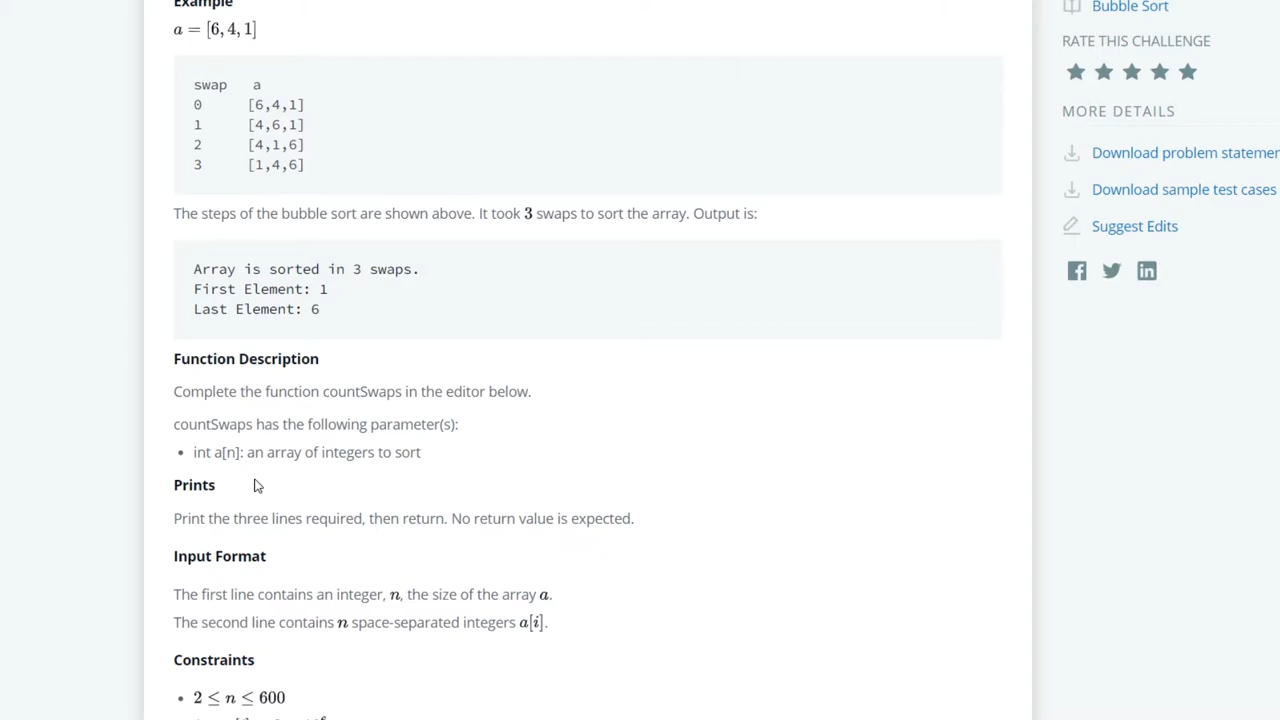 Example
a = [6, 4, 1]
swap a
0 [6,4,1]
1 [4,6,1]
2 [4,1,6]
3 [1,4,6]
The steps of the bubble sort are shown above. It took 3 swaps to sort the array. Output is:
Array is sorted in 3 swaps.
First Element: 1
Last Element: 6
Function Description
Complete the function countSwaps in the editor below.
countSwaps has the following parameter(s):
• int a[n]: an array of integers to sort
Prints
Print the three lines required, then return. No return value is expected.
Input Format
The first line contains an integer, n, the size of the array a.
The second line contains n space-separated integers a[i].
Constraints
• 2 ≤ n ≤ 600
Bubble Sort
RATE THIS CHALLENGE
MORE DETAILS
Download problem statemen
Download sample test cases
Suggest Edits